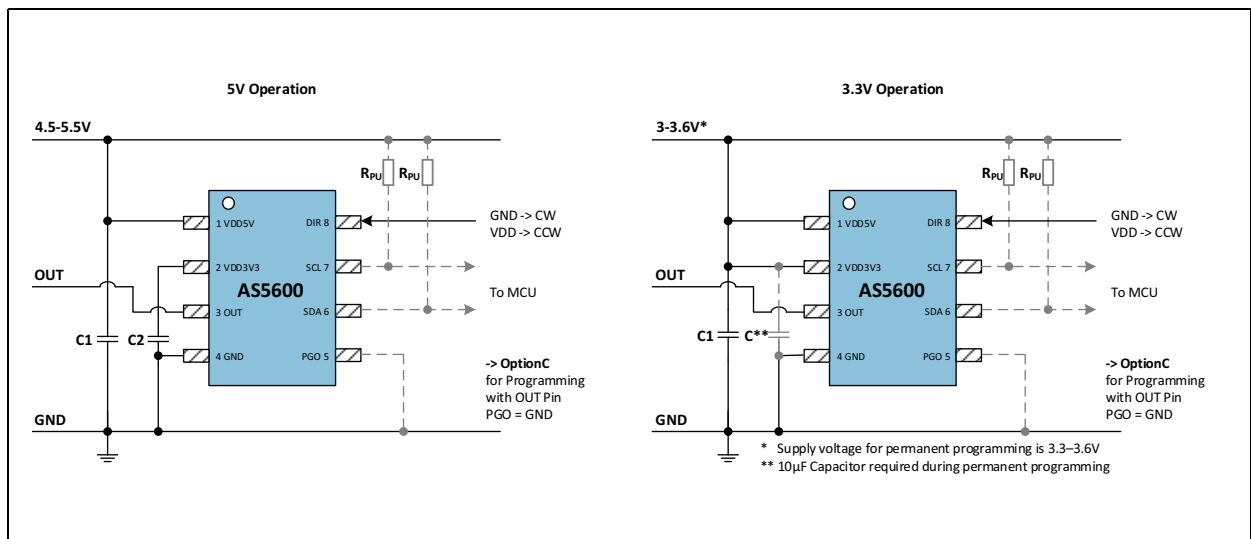 5V Operation
4.5-5.5V
RPU RPU
1 VDD5V
DIR 8
GND -> CW
VDD -> CCW
2 VDD3V3
SCL 7
OUT
AS5600
To MCU
3 OUT
SDA 6
C1
C2
4 GND
PGO 5
-> OptionC
for Programming
with OUT Pin
PGO = GND
GND
3.3V Operation
3-3.6V*
RPU RPU
1 VDD5V
DIR 8
GND -> CW
VDD -> CCW
2 VDD3V3
SCL 7
OUT
AS5600
To MCU
3 OUT
SDA 6
C1
C**
4 GND
PGO 5
-> OptionC
for Programming
with OUT Pin
PGO = GND
GND
* Supply voltage for permanent programming is 3.3–3.6V
** 10µF Capacitor required during permanent programming